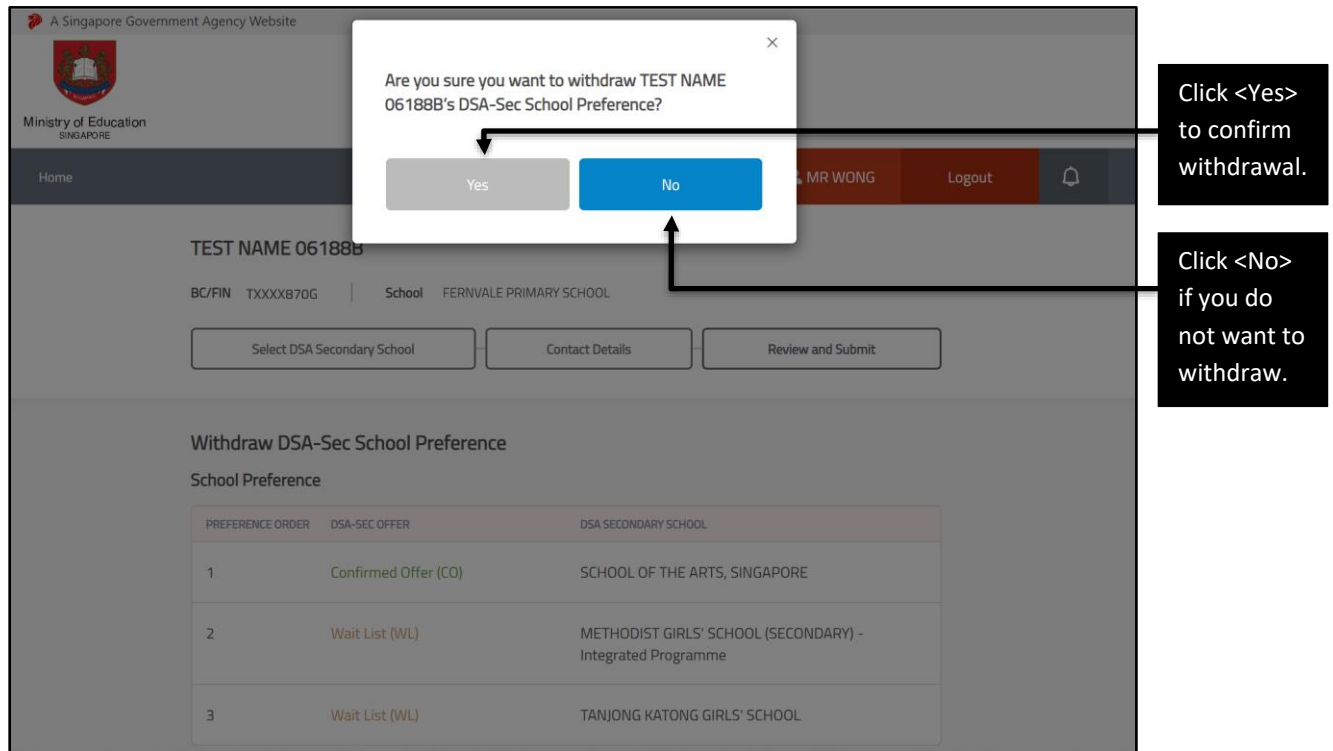 A Singapore Government Agency Website
Ministry of Education
SINGAPORE
Are you sure you want to withdraw TEST NAME
06188B's DSA-Sec School Preference?
Yes
No
Click <Yes>
to confirm
withdrawal.
Home
MR WONG
Logout
Click <No>
if you do
not want to
withdraw.
TEST NAME 06188B
BC/FIN TXXXX870G School FERNVALE PRIMARY SCHOOL
Select DSA Secondary School Contact Details Review and Submit
Withdraw DSA-Sec School Preference
School Preference
PREFERENCE ORDER DSA-SEC OFFER DSA SECONDARY SCHOOL
1 Confirmed Offer (CO) SCHOOL OF THE ARTS, SINGAPORE
2 Wait List (WL) METHODIST GIRLS' SCHOOL (SECONDARY) -
Integrated Programme
3 Wait List (WL) TANJONG KATONG GIRLS' SCHOOL